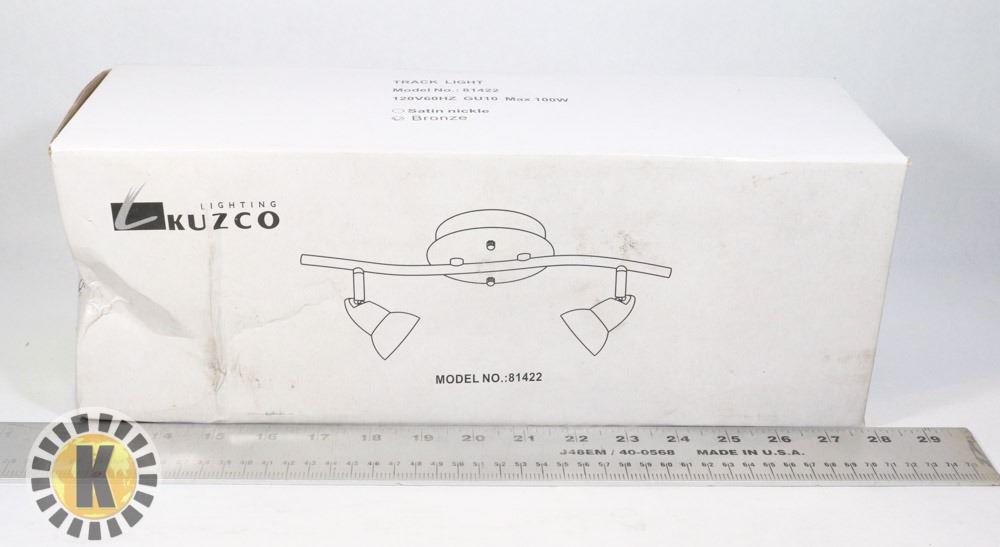 TRACK LIGHT
Model No.: 81422
120V60HZ GU10 Max 100W
Satin nickle
Bronze
LIGHTING
KUZCO
MODEL NO.:81422
14 15 16 17 18 19 20 21 22 23 24 25 26 27 28 29
J48EM / 40-0568 MADE IN U.S.A.
K